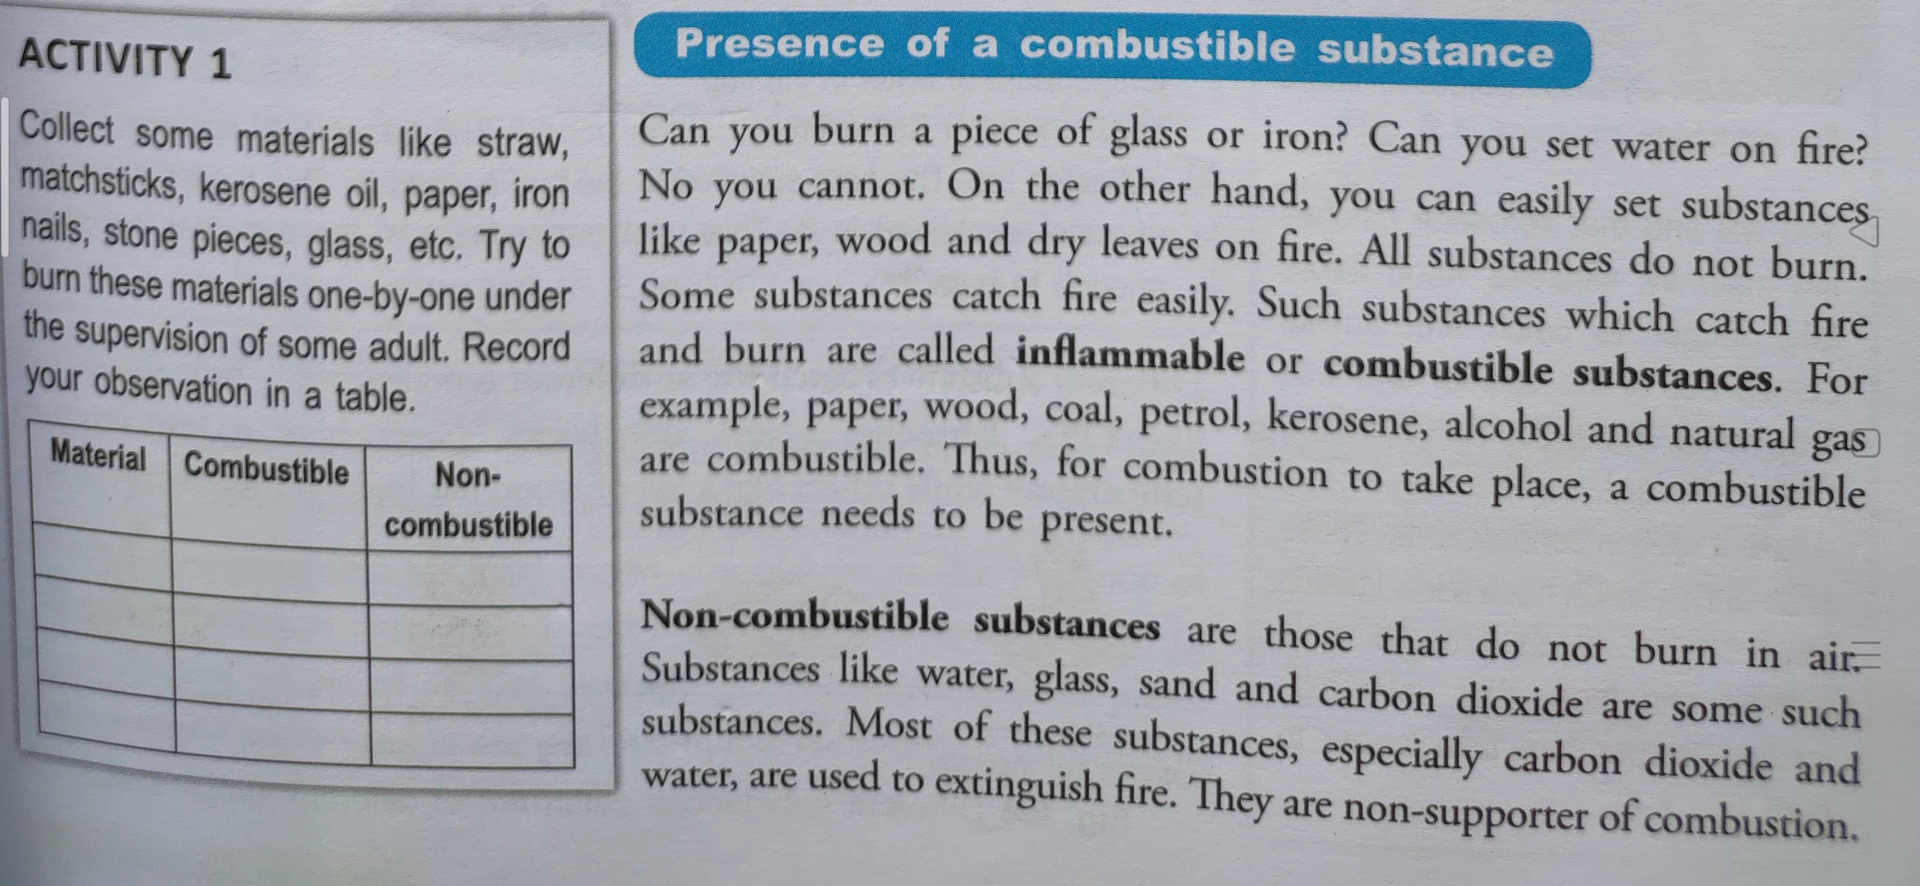 ACTIVITY 1
Collect some materials like straw,
matchsticks, kerosene oil, paper, iron
nails, stone pieces, glass, etc. Try to
burn these materials one-by-one under
the supervision of some adult. Record
your observation in a table.
Material Combustible Non-
combustible
Presence of a combustible substance
Can you burn a piece of glass or iron? Can you set water on fire?
No you cannot. On the other hand, you can easily set substances
like paper, wood and dry leaves on fire. All substances do not burn.
Some substances catch fire easily. Such substances which catch fire
and burn are called inflammable or combustible substances. For
example, paper, wood, coal, petrol, kerosene, alcohol and natural gas
are combustible. Thus, for combustion to take place, a combustible
substance needs to be present.
Non-combustible substances are those that do not burn in air.
Substances like water, glass, sand and carbon dioxide are some such
substances. Most of these substances, especially carbon dioxide and
water, are used to extinguish fire. They are non-supporter of combustion.